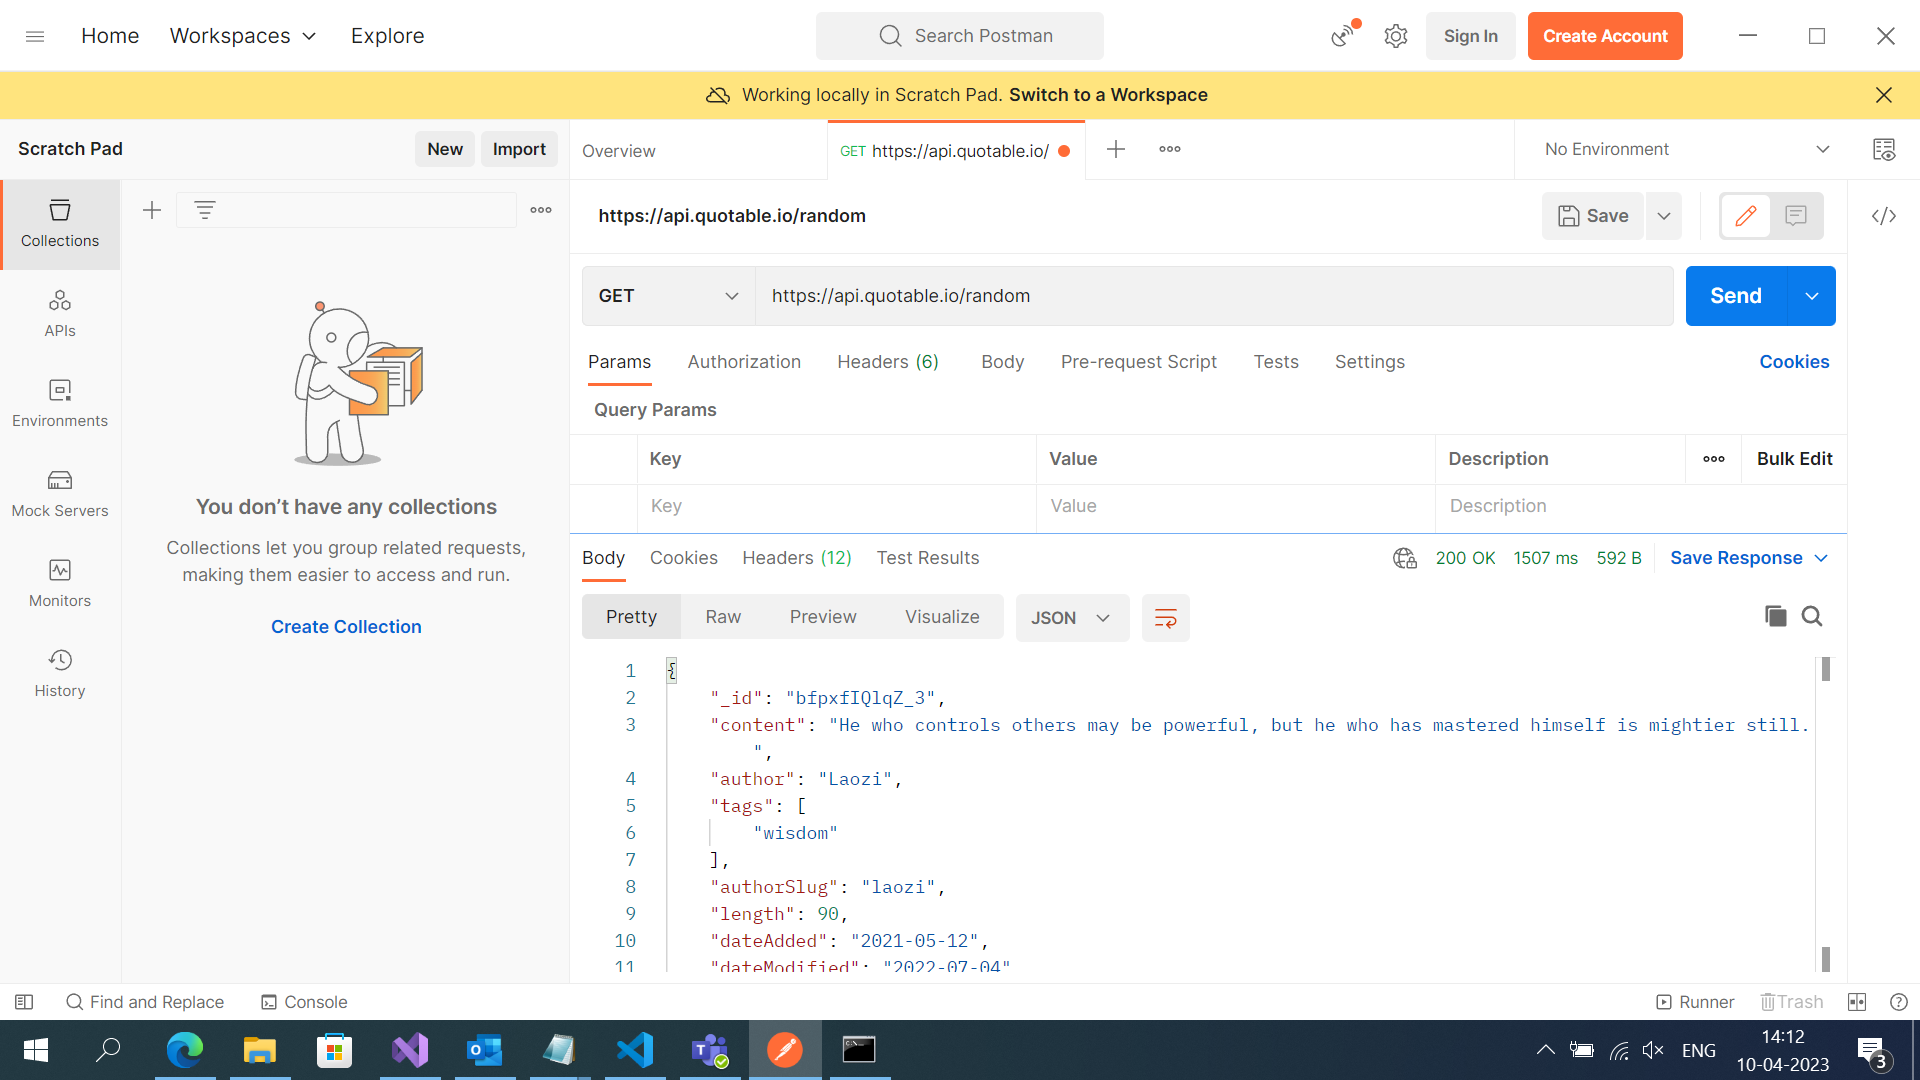 Home Workspaces Explore Search Postman Sign In Create Account
Working locally in Scratch Pad. Switch to a Workspace
Scratch Pad New Import Overview GET https://api.quotable.io/ No Environment
https://api.quotable.io/random Save
Collections
APIs
Environments
Mock Servers
Monitors
History
You don’t have any collections
Collections let you group related requests,
making them easier to access and run.
Create Collection
GET https://api.quotable.io/random Send
Params Authorization Headers (6) Body Pre-request Script Tests Settings Cookies
Query Params
Key Value Description ooo Bulk Edit
Key Value Description
Body Cookies Headers (12) Test Results 200 OK 1507 ms 592 B Save Response
Pretty Raw Preview Visualize JSON
1 {
2 "_id": "bfpxfIQlqZ_3",
3 "content": "He who controls others may be powerful, but he who has mastered himself is mightier still.
",
4 "author": "Laozi",
5 "tags": [
6 "wisdom"
7 ],
8 "authorSlug": "laozi",
9 "length": 90,
10 "dateAdded": "2021-05-12",
11 "dateModified": "2022-07-04"
Find and Replace Console Runner Trash
ENG 14:12
10-04-2023 3